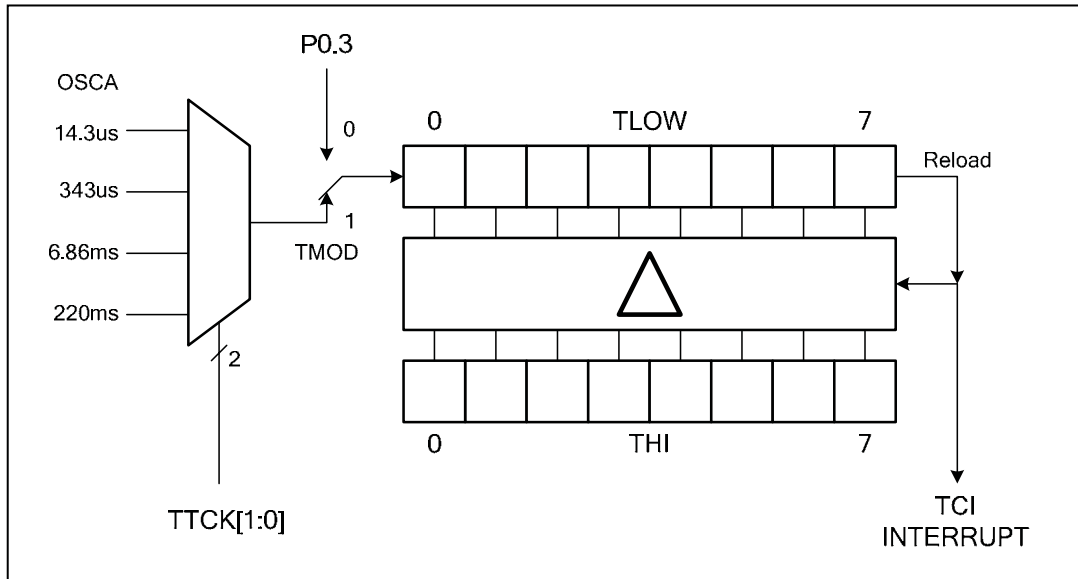 P0.3
OSCA
14.3us
343us
6.86ms
220ms
2
TTCK[1:0]
0
1
TMOD
0 TLOW 7
Reload
0 THI 7
TCI
INTERRUPT